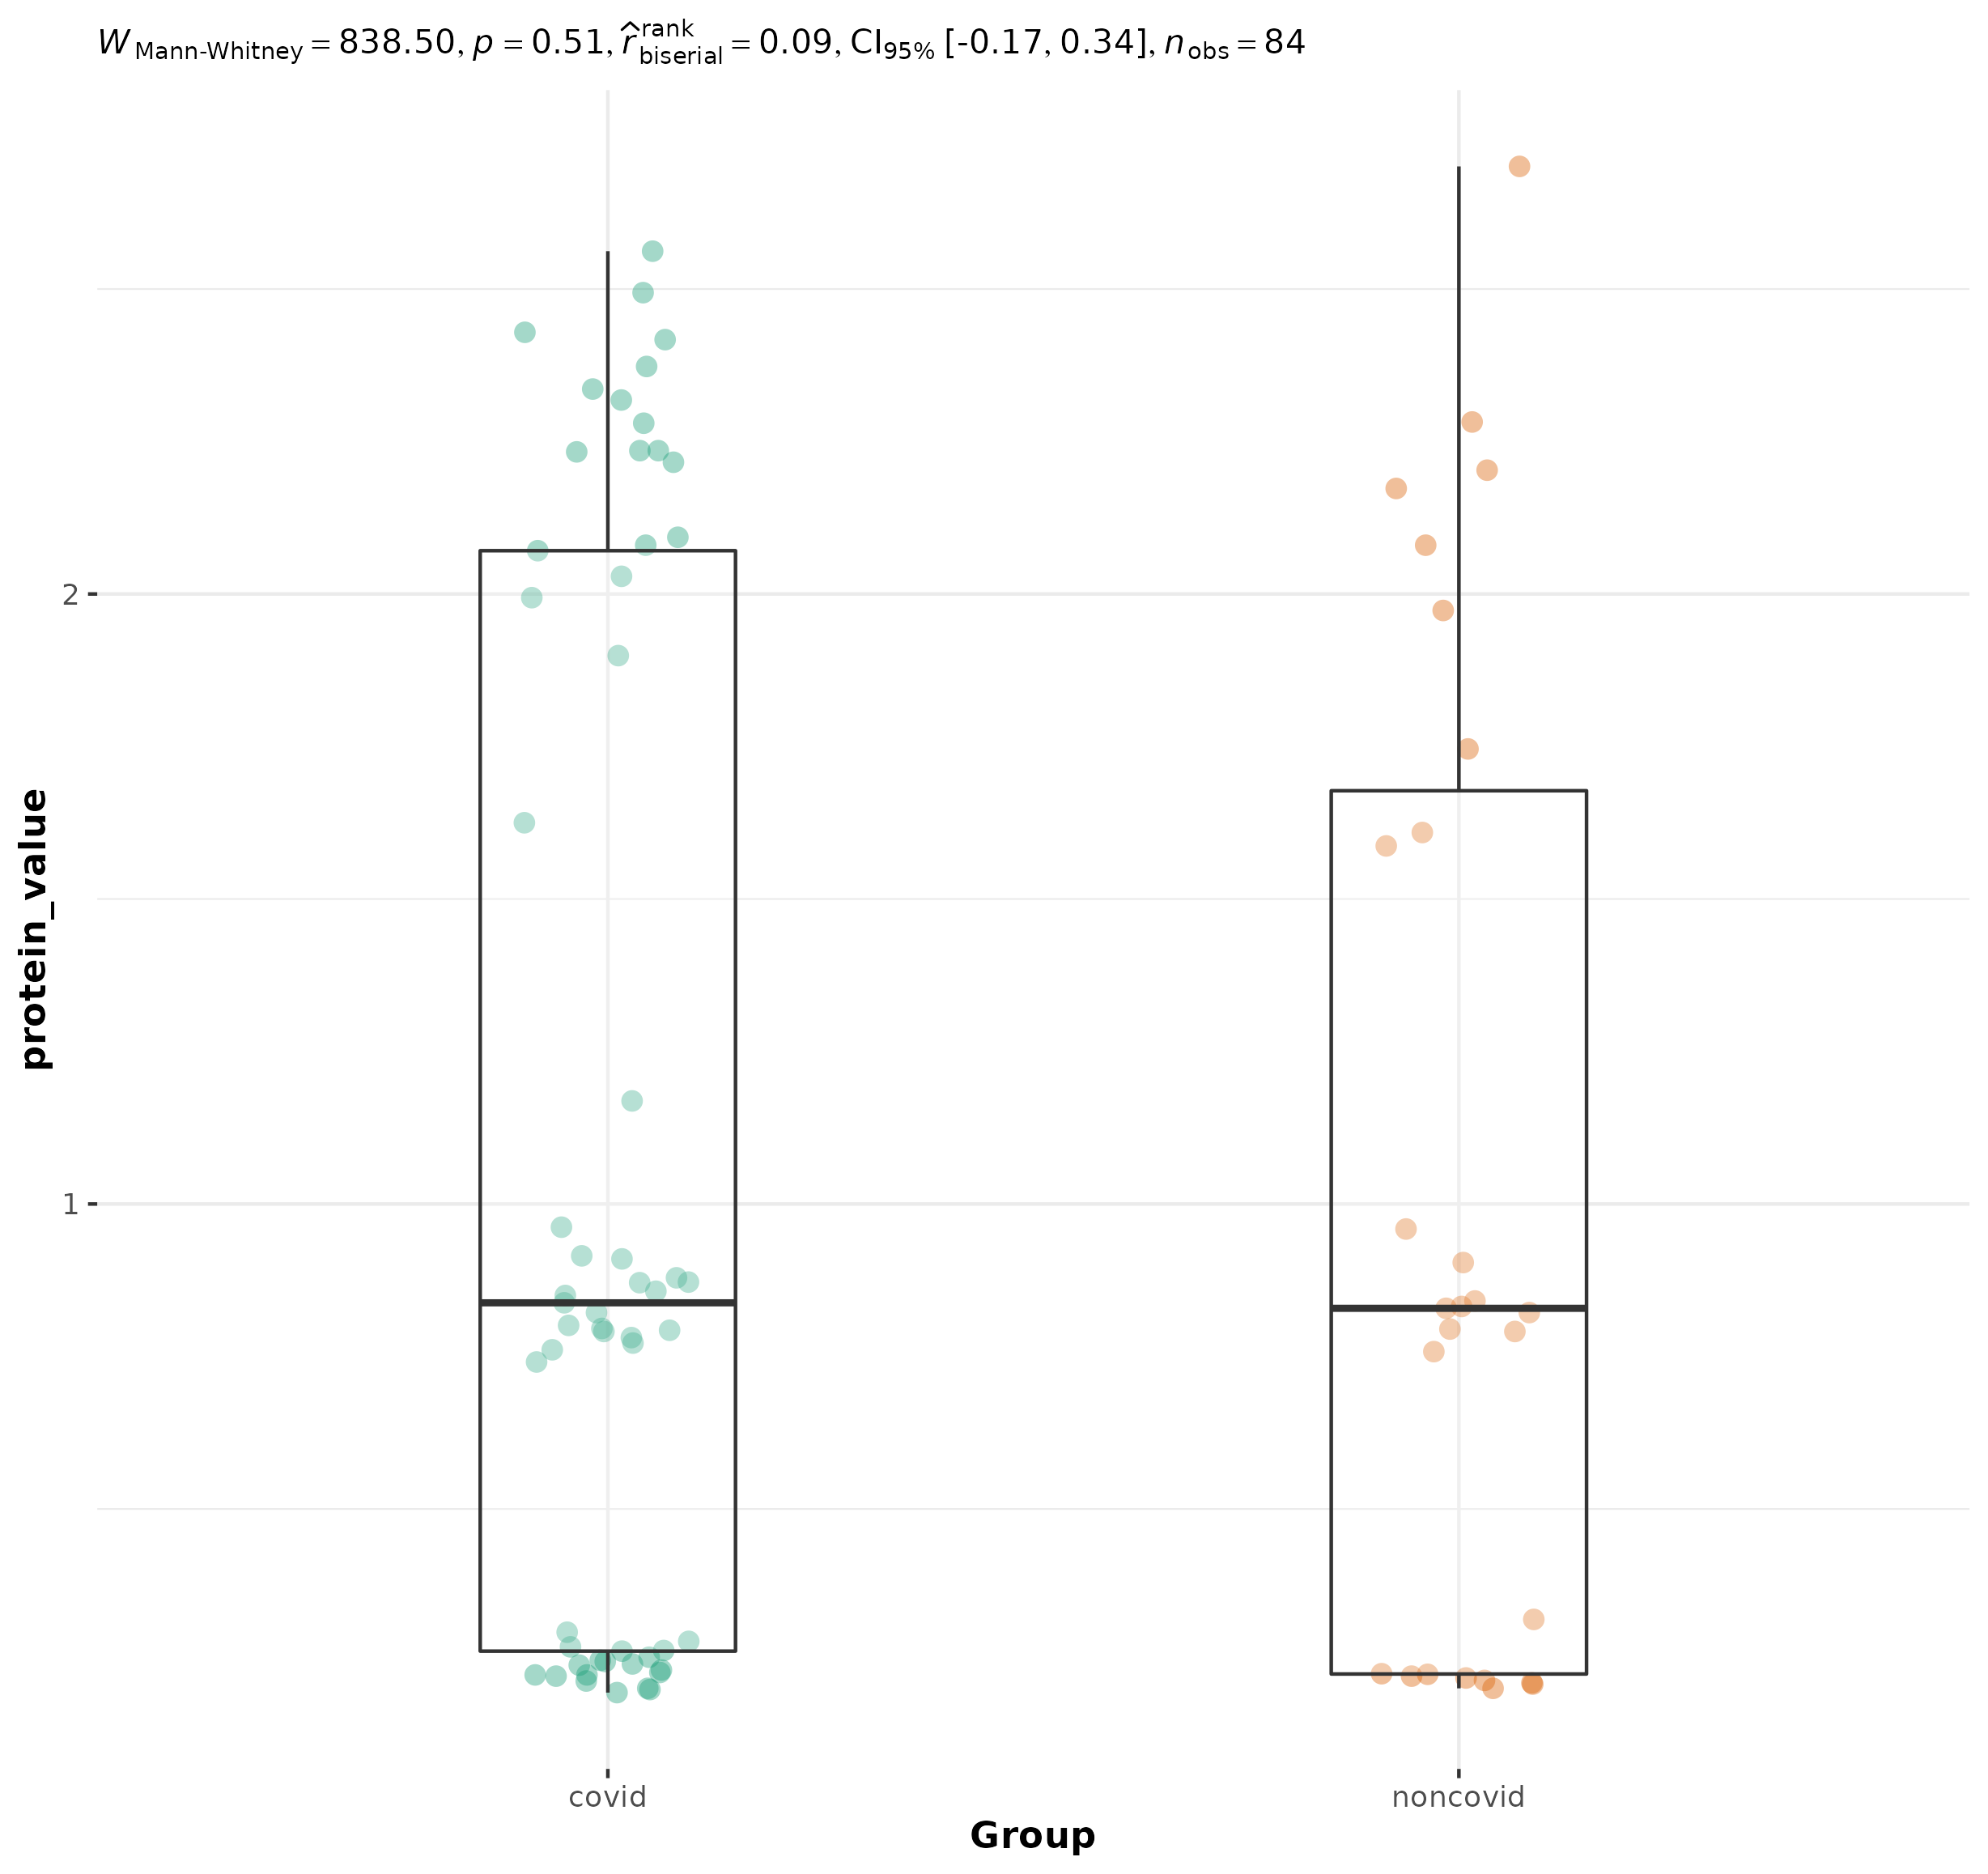 W Mann-Whitney = 838.50, p = 0.51, r̂ rank biserial = 0.09, CI95% [-0.17, 0.34], n obs = 84
protein_value
2
1
covid noncovid
Group